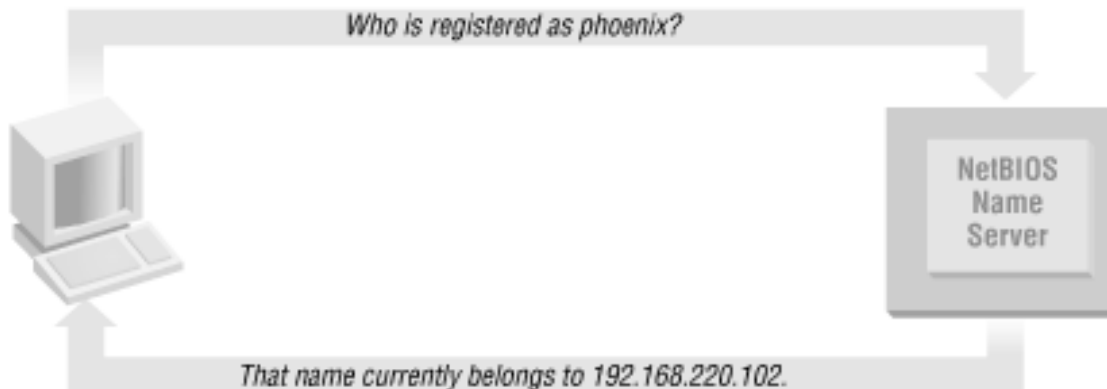 Who is registered as phoenix?
NetBIOS
Name
Server
That name currently belongs to 192.168.220.102.